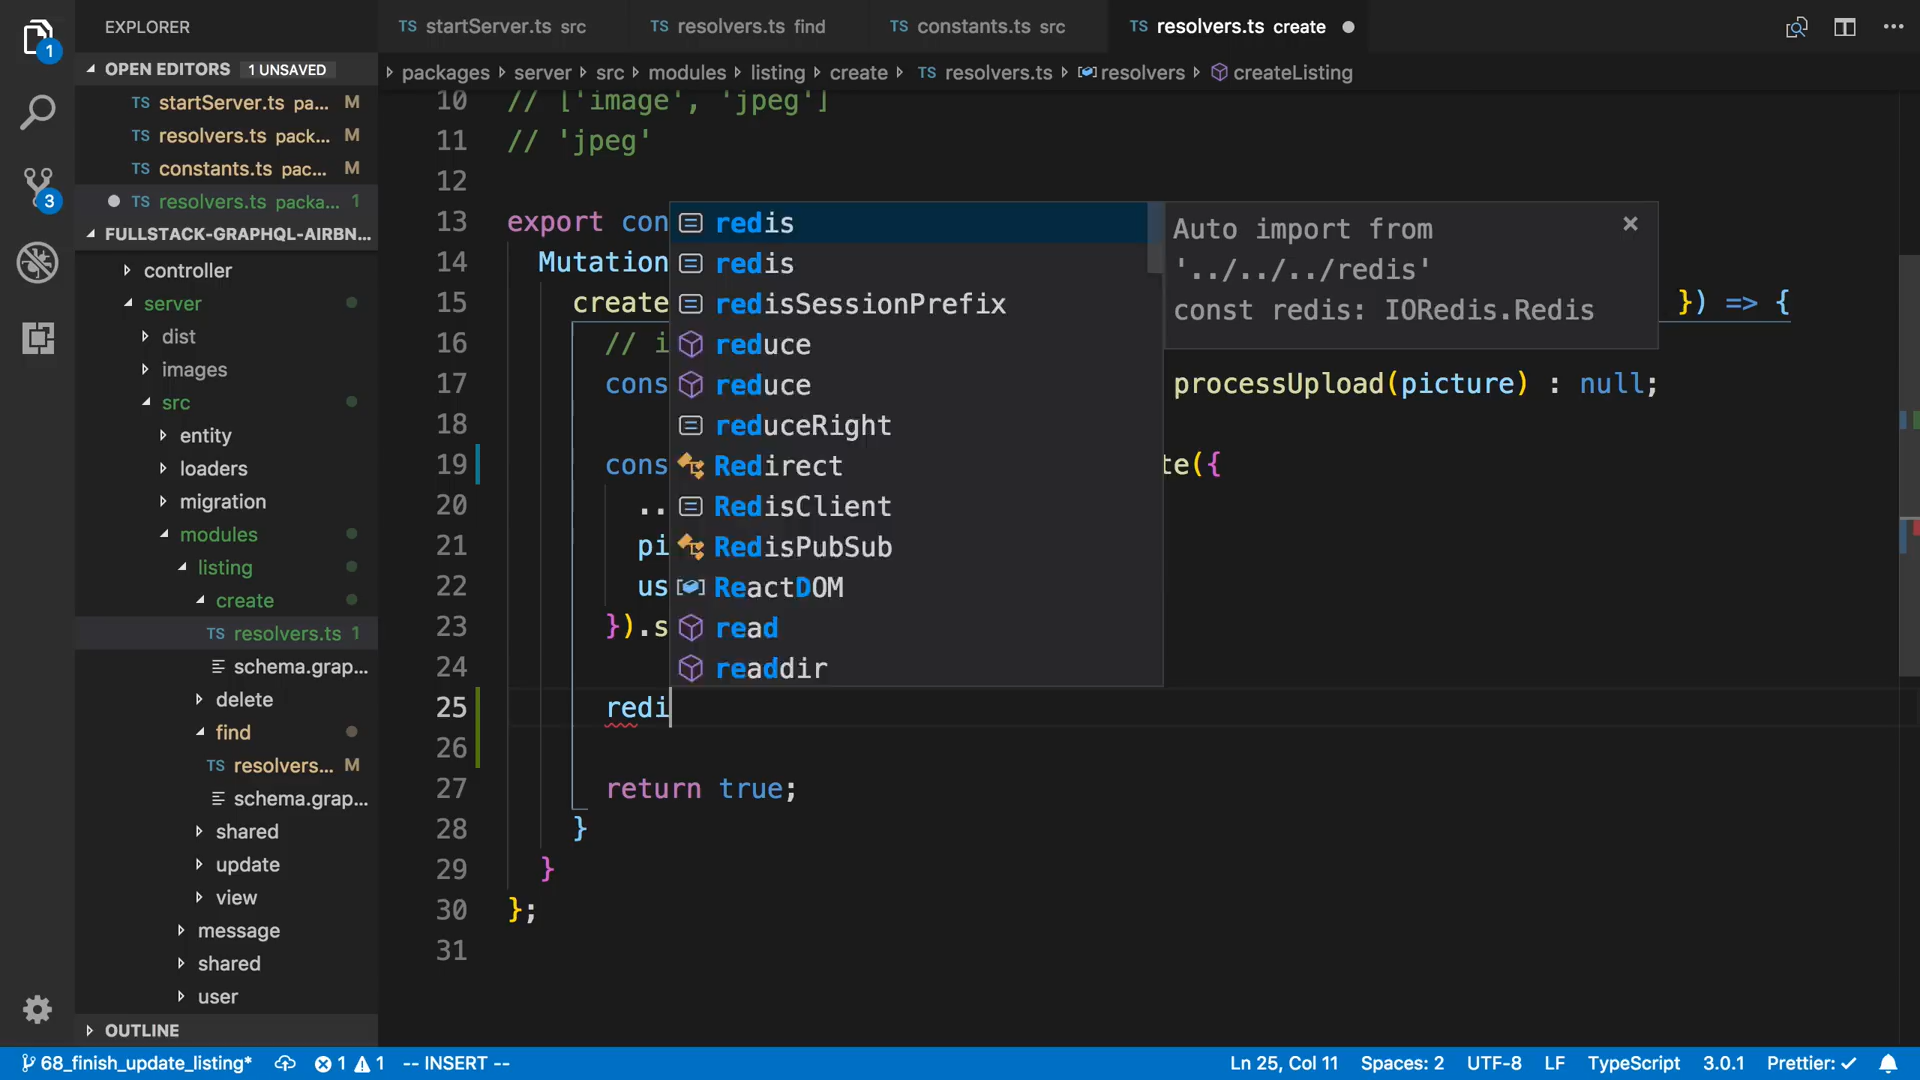 EXPLORER
TS startServer.ts src
TS resolvers.ts find
TS constants.ts src
TS resolvers.ts create
OPEN EDITORS 1 UNSAVED
packages server src modules listing create TS resolvers.ts resolvers createListing
TS startServer.ts pa... M
TS resolvers.ts pack... M
TS constants.ts pac... M
TS resolvers.ts packa... 1
FULLSTACK-GRAPHQL-AIRBN...
controller
server
dist
images
src
entity
loaders
migration
modules
listing
create
TS resolvers.ts 1
schema.grap...
delete
find
TS resolvers... M
schema.grap...
shared
update
view
message
shared
user
OUTLINE
1
3
10 // ['image', 'jpeg']
11 // 'jpeg'
12
13 export con
14 Mutation
15 create }) => {
16 // i
17 cons processUpload(picture) : null;
18
19 cons te({
20 ..
21 pi
22 us
23 }).s
24
25 redi
26
27 return true;
28 }
29 }
30 };
31
redis
redis
redisSessionPrefix
reduce
reduce
reduceRight
Redirect
RedisClient
RedisPubSub
ReactDOM
read
readdir
Auto import from
'../../../redis'
const redis: IORedis.Redis
68_finish_update_listing* 1 1 -- INSERT -- Ln 25, Col 11 Spaces: 2 UTF-8 LF TypeScript 3.0.1 Prettier: ✓